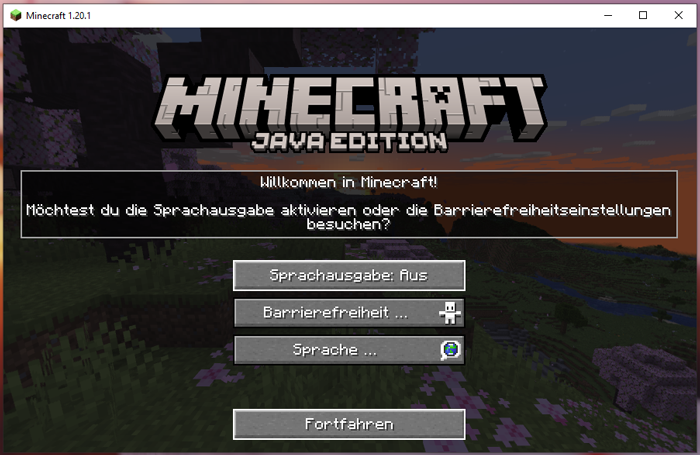 Minecraft 1.20.1
MINECRAFT
JAVA EDITION
Willkommen in Minecraft!
Möchtest du die Sprachausgabe aktivieren oder die Barrierefreiheitseinstellungen
besuchen?
Sprachausgabe: Aus
Barrierefreiheit ...
Sprache ...
Fortfahren